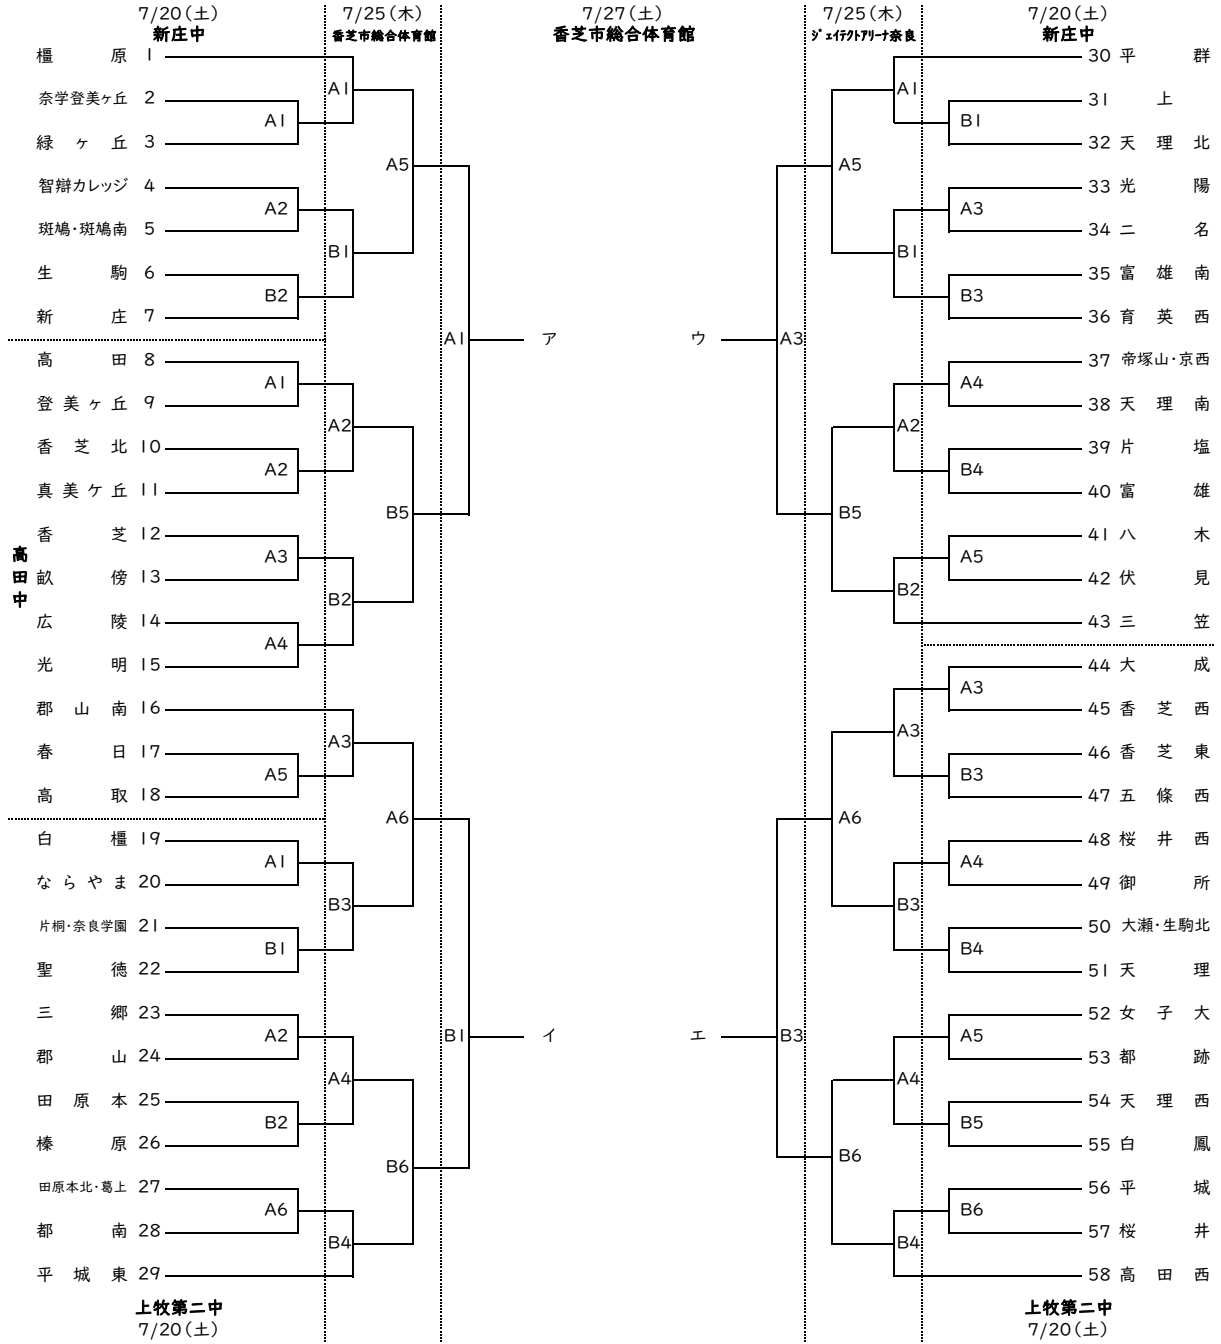 7/20(土) 7/25(木) 7/27(土) 7/25(木) 7/20(土)
新庄中 香芝市総合体育館 香芝市総合体育館 ジェイテクトアリーナ奈良 新庄中
橿原 1 30 平群
A1 A1
奈学登美ヶ丘 2 31 上
A1 B1
緑ヶ丘 3 32 天理北
A5 A5
智辯カレッジ 4 33 光陽
A2 A3
斑鳩・斑鳩南 5 34 二名
B1 B1
生駒 6 35 富雄南
B2 B3
新庄 7 36 育英西
A1 ア ウ A3
高田 8 37 帝塚山・京西
A1 A4
登美ヶ丘 9 38 天理南
A2 A2
香芝北 10 39 片塩
A2 B4
真美ケ丘 11 40 富雄
B5 B5
香芝 12 41 八木
高田中
A3 A5
畝傍 13 42 伏見
B2 B2
広陵 14 43 三笠
A4
光明 15 44 大成
A3
郡山南 16 45 香芝西
A3 A3
春日 17 46 香芝東
A5 B3
高取 18 47 五條西
A6 A6
白橿 19 48 桜井西
A1 A4
ならやま 20 49 御所
B3 B3
片桐・奈良学園 21 50 大瀬・生駒北
B1 B4
聖徳 22 51 天理
三郷 23 52 女子大
A2 B1 イ エ B3 A5
郡山 24 53 都跡
A4 A4
田原本 25 54 天理西
B2 B5
榛原 26 55 白鳳
B6 B6
田原本北・葛上 27 56 平城
A6 B6
都南 28 57 桜井
B4 B4
平城東 29 58 高田西
上牧第二中 上牧第二中
7/20(土) 7/20(土)